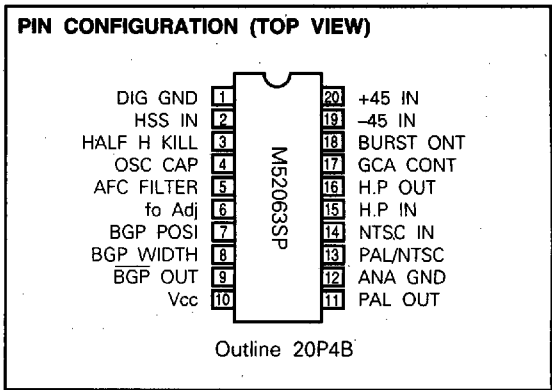 PIN CONFIGURATION (TOP VIEW)
DIG GND 1
HSS IN 2
HALF H KILL 3
OSC CAP 4
AFC FILTER 5
fo Adj 6
BGP POSI 7
BGP WIDTH 8
B̅G̅P̅ OUT 9
Vcc 10
M52063SP
20 +45 IN
19 −45 IN
18 BURST ONT
17 GCA CONT
16 H.P OUT
15 H.P IN
14 NTSC IN
13 PAL/NTSC
12 ANA GND
11 PAL OUT
Outline 20P4B